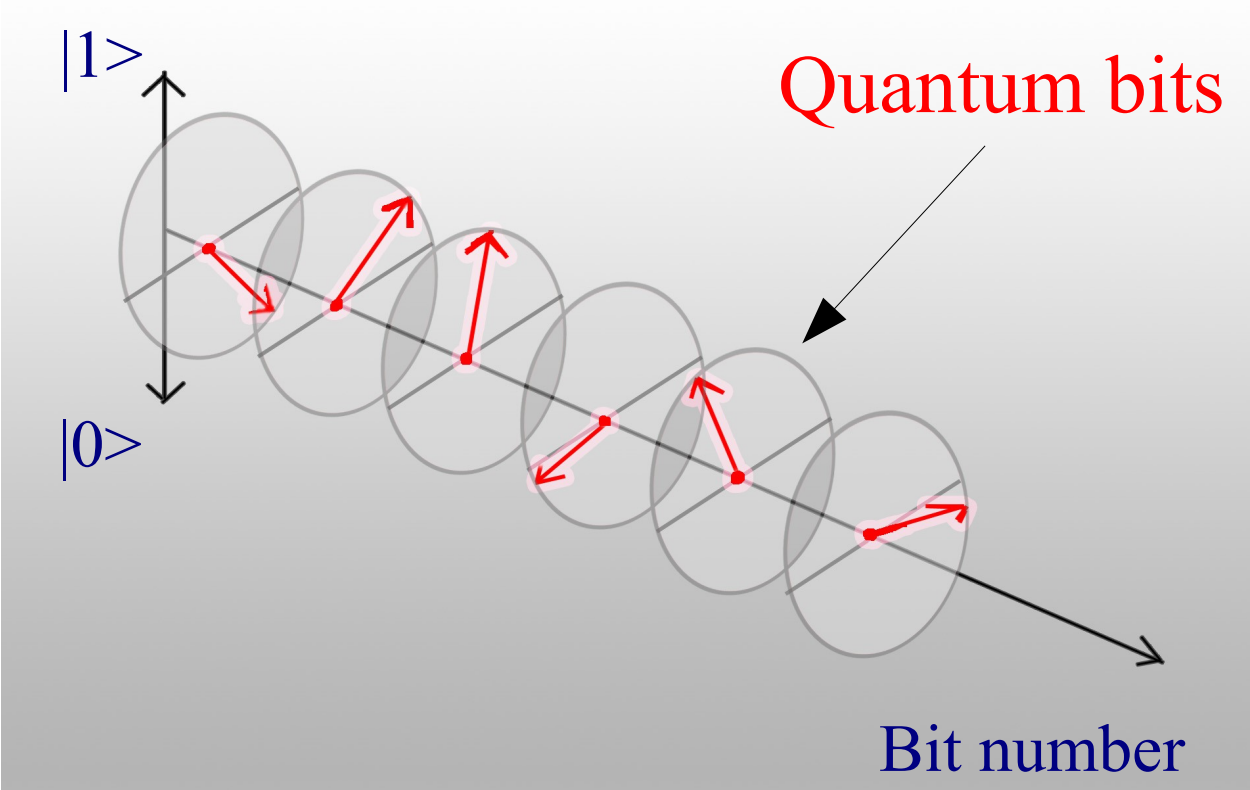 |1>
Quantum bits
|0>
Bit number